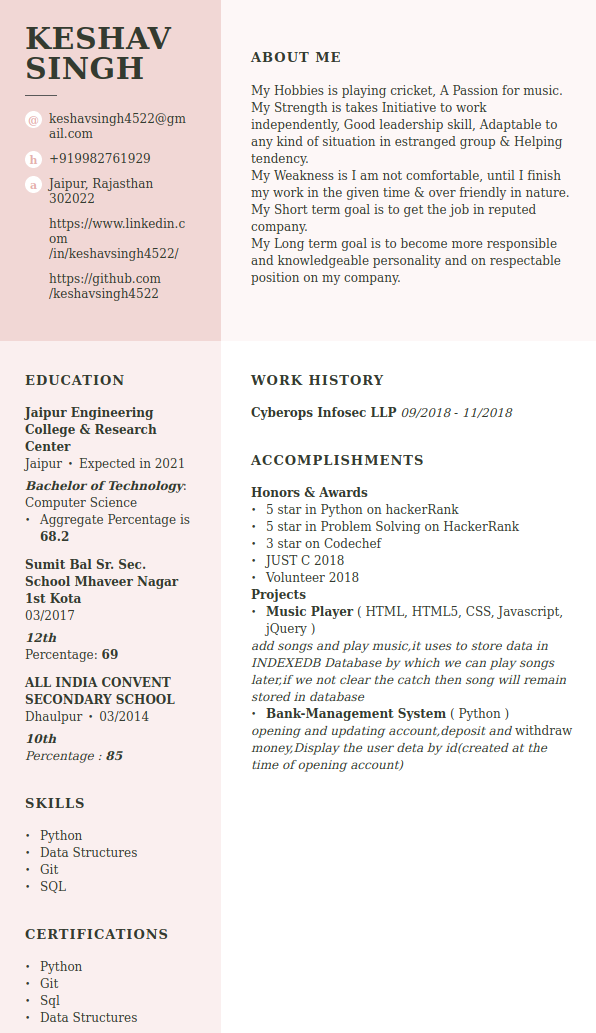 KESHAV
SINGH
@ keshavsingh4522@gm
ail.com
h +919982761929
a Jaipur, Rajasthan
302022
https://www.linkedin.c
om
/in/keshavsingh4522/
https://github.com
/keshavsingh4522
ABOUT ME
My Hobbies is playing cricket, A Passion for music.
My Strength is takes Initiative to work
independently, Good leadership skill, Adaptable to
any kind of situation in estranged group & Helping
tendency.
My Weakness is I am not comfortable, until I finish
my work in the given time & over friendly in nature.
My Short term goal is to get the job in reputed
company.
My Long term goal is to become more responsible
and knowledgeable personality and on respectable
position on my company.
EDUCATION
Jaipur Engineering
College & Research
Center
Jaipur • Expected in 2021
Bachelor of Technology:
Computer Science
• Aggregate Percentage is
68.2
Sumit Bal Sr. Sec.
School Mhaveer Nagar
1st Kota
03/2017
12th
Percentage: 69
ALL INDIA CONVENT
SECONDARY SCHOOL
Dhaulpur • 03/2014
10th
Percentage : 85
SKILLS
• Python
• Data Structures
• Git
• SQL
CERTIFICATIONS
• Python
• Git
• Sql
• Data Structures
WORK HISTORY
Cyberops Infosec LLP 09/2018 - 11/2018
ACCOMPLISHMENTS
Honors & Awards
• 5 star in Python on hackerRank
• 5 star in Problem Solving on HackerRank
• 3 star on Codechef
• JUST C 2018
• Volunteer 2018
Projects
• Music Player ( HTML, HTML5, CSS, Javascript,
jQuery )
add songs and play music,it uses to store data in
INDEXEDB Database by which we can play songs
later,if we not clear the catch then song will remain
stored in database
• Bank-Management System ( Python )
opening and updating account,deposit and withdraw
money,Display the user deta by id(created at the
time of opening account)